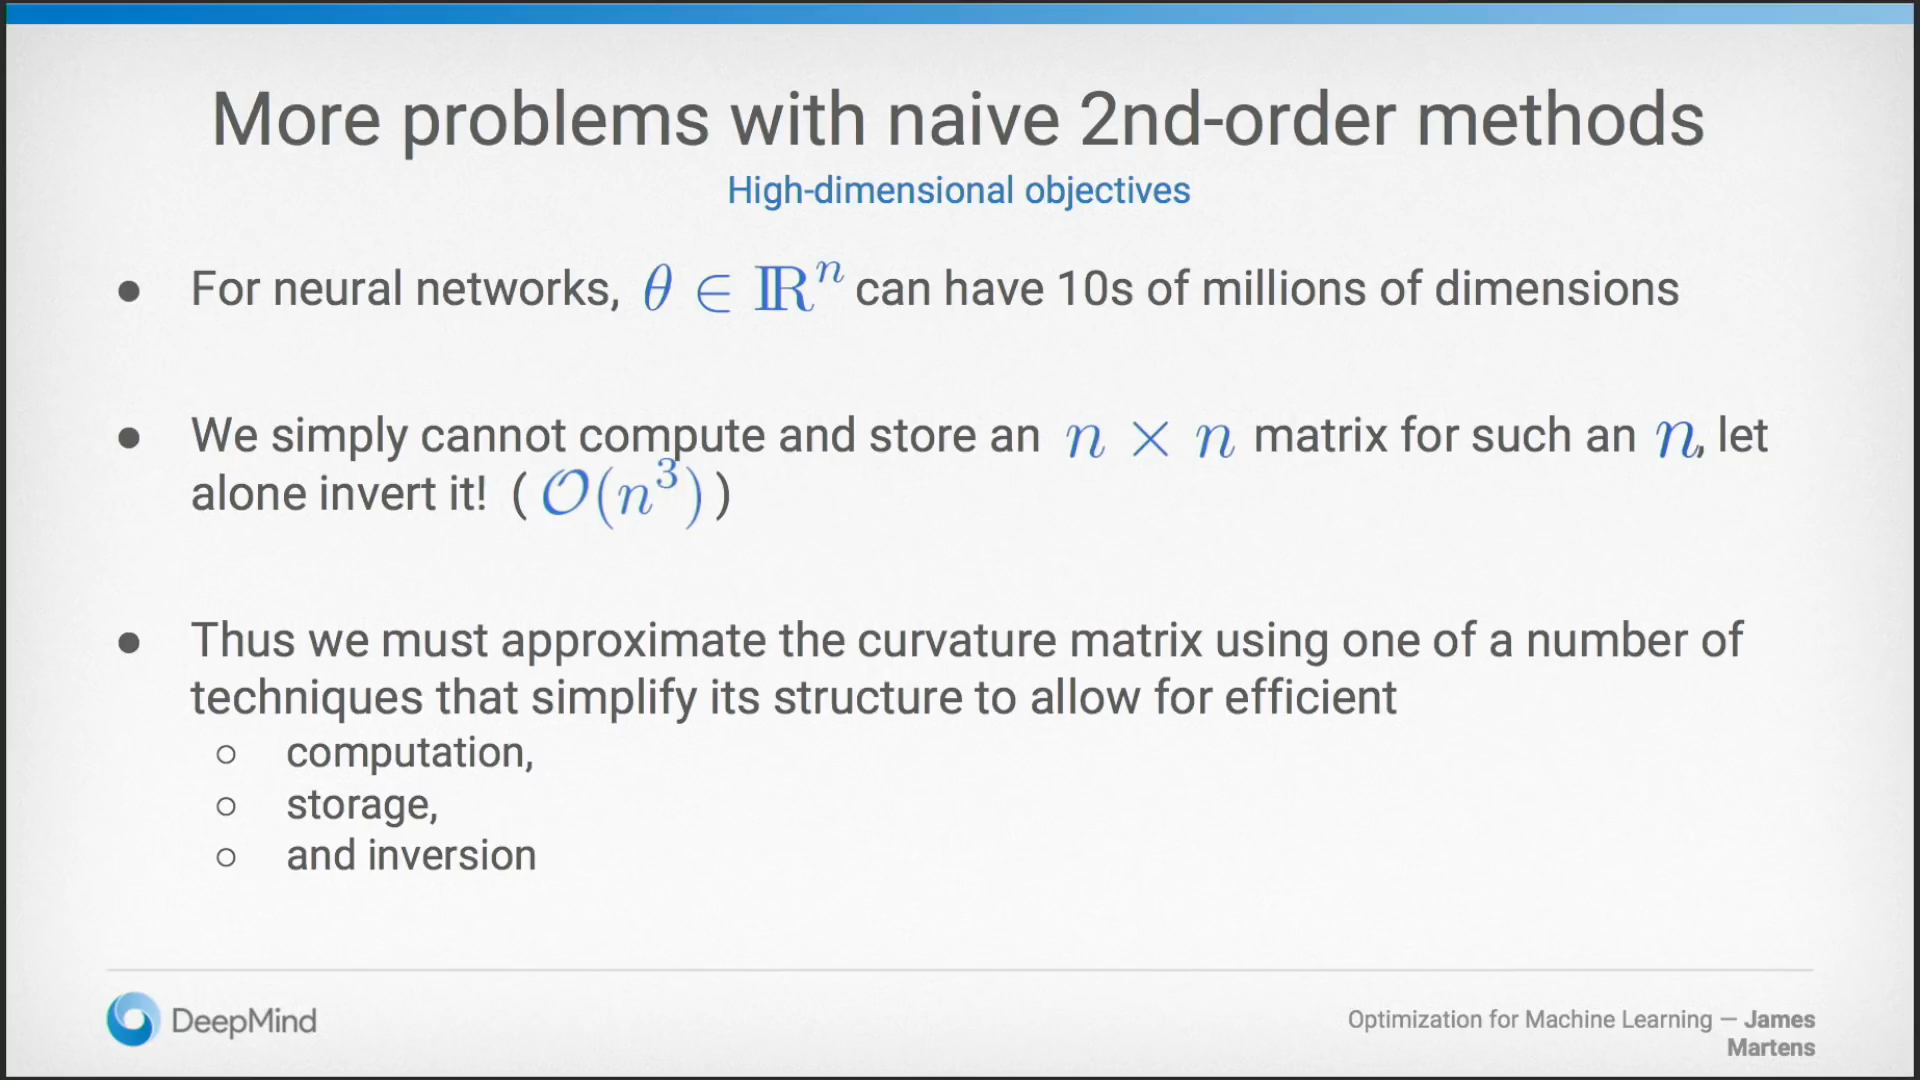 More problems with naive 2nd-order methods
High-dimensional objectives
● For neural networks, θ ∈ ℝⁿ can have 10s of millions of dimensions
● We simply cannot compute and store an n × n matrix for such an n, let
alone invert it! ( 𝒪(n³) )
● Thus we must approximate the curvature matrix using one of a number of
techniques that simplify its structure to allow for efficient
○ computation,
○ storage,
○ and inversion
DeepMind
Optimization for Machine Learning — James
Martens